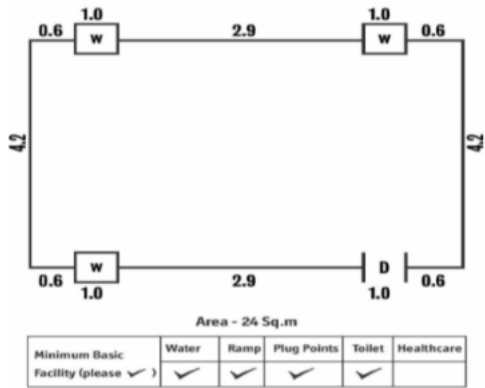 1.0 1.0
0.6 W 2.9 W 0.6
4.2 4.2
0.6 W 2.9 D 0.6
1.0 1.0
Area - 24 Sq.m
Minimum Basic Facility (please ✓ ) Water Ramp Plug Points Toilet Healthcare
✓ ✓ ✓ ✓